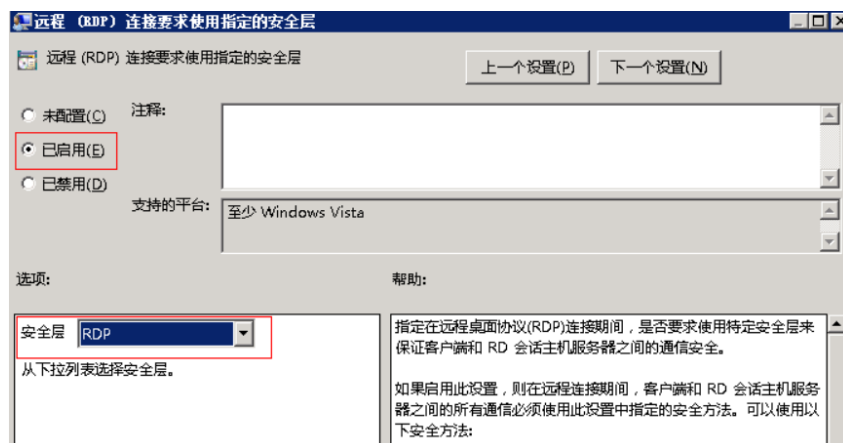 远程 (RDP) 连接要求使用指定的安全层
远程 (RDP) 连接要求使用指定的安全层
上一个设置(P)
下一个设置(N)
未配置(C)
注释:
已启用(E)
已禁用(D)
支持的平台:
至少 Windows Vista
选项:
帮助:
安全层 RDP
从下拉列表选择安全层。
指定在远程桌面协议(RDP)连接期间，是否要求使用特定安全层来
保证客户端和 RD 会话主机服务器之间的通信安全。
如果启用此设置，则在远程连接期间，客户端和 RD 会话主机服务
器之间的所有通信必须使用此设置中指定的安全方法。可以使用以
下安全方法: